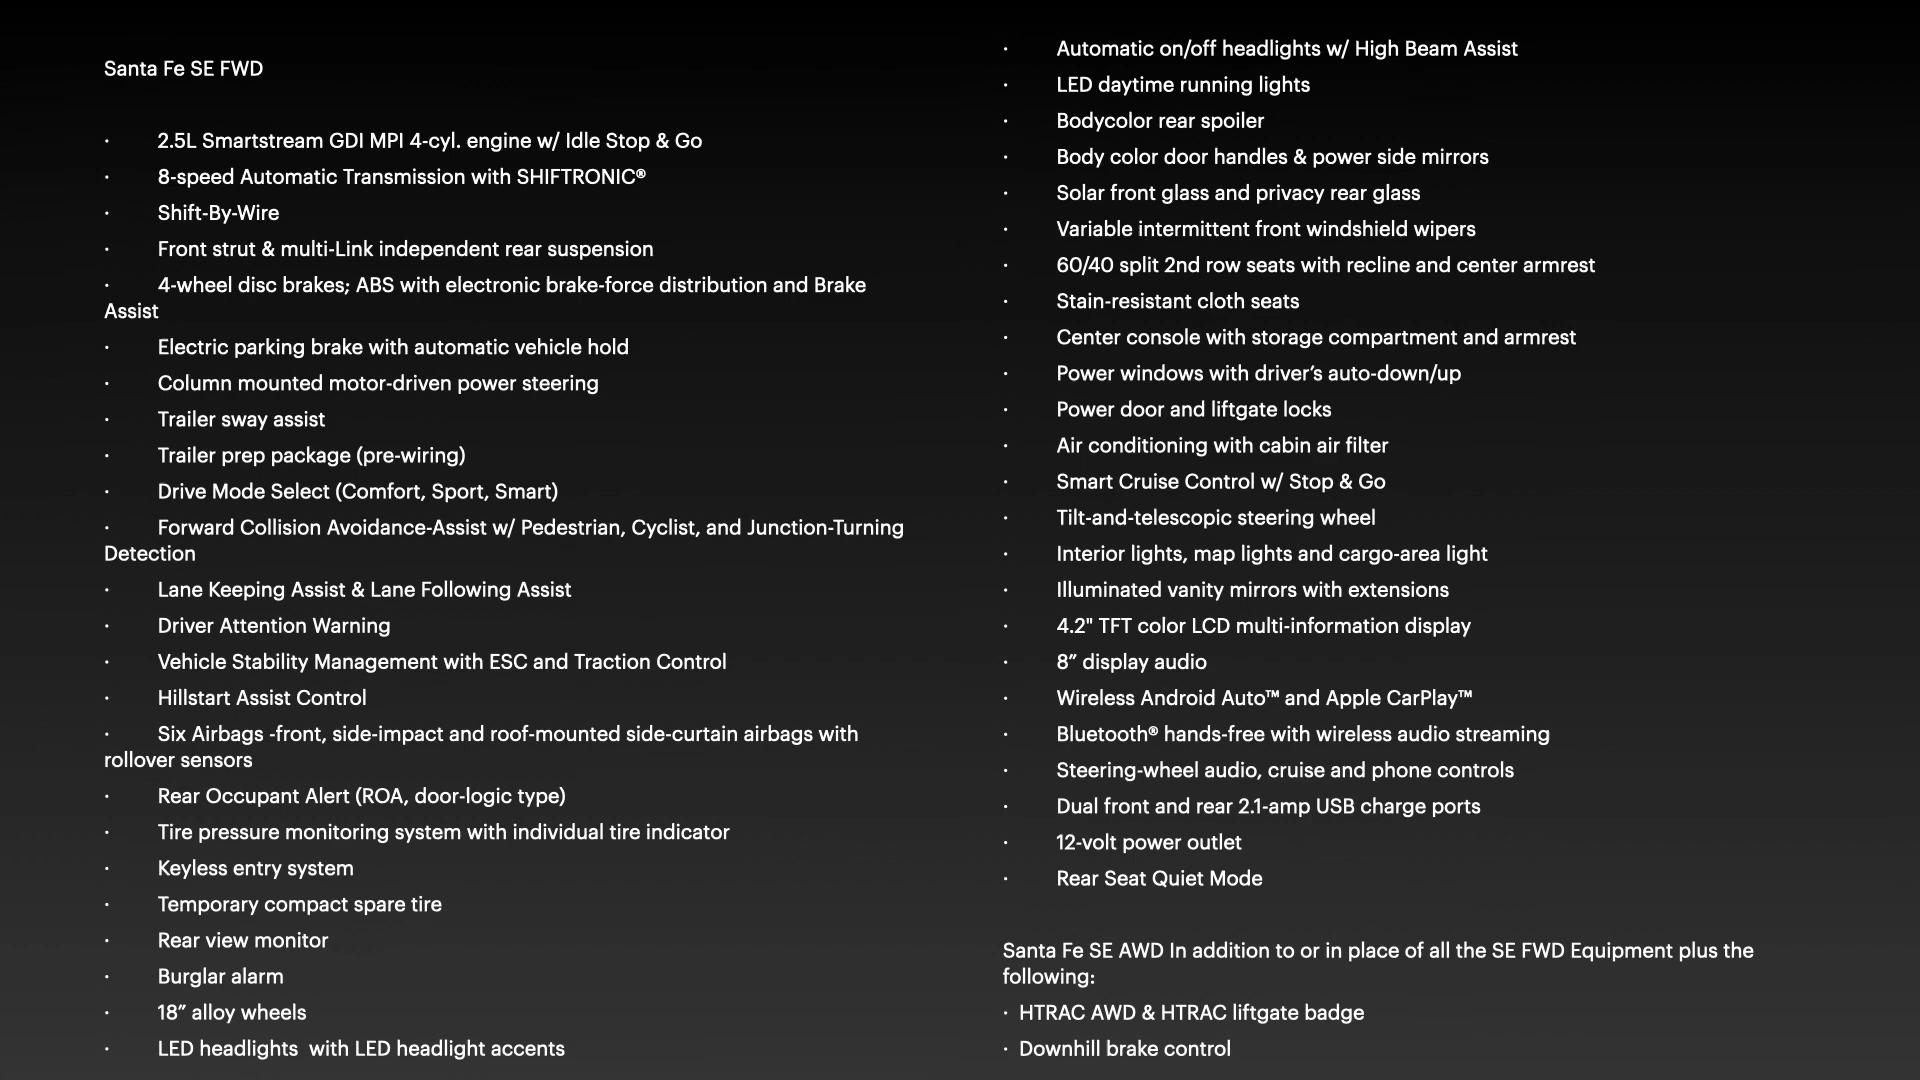 Santa Fe SE FWD
· 2.5L Smartstream GDI MPI 4-cyl. engine w/ Idle Stop & Go
· 8-speed Automatic Transmission with SHIFTRONIC®
· Shift-By-Wire
· Front strut & multi-Link independent rear suspension
· 4-wheel disc brakes; ABS with electronic brake-force distribution and Brake
Assist
· Electric parking brake with automatic vehicle hold
· Column mounted motor-driven power steering
· Trailer sway assist
· Trailer prep package (pre-wiring)
· Drive Mode Select (Comfort, Sport, Smart)
· Forward Collision Avoidance-Assist w/ Pedestrian, Cyclist, and Junction-Turning
Detection
· Lane Keeping Assist & Lane Following Assist
· Driver Attention Warning
· Vehicle Stability Management with ESC and Traction Control
· Hillstart Assist Control
· Six Airbags -front, side-impact and roof-mounted side-curtain airbags with
rollover sensors
· Rear Occupant Alert (ROA, door-logic type)
· Tire pressure monitoring system with individual tire indicator
· Keyless entry system
· Temporary compact spare tire
· Rear view monitor
· Burglar alarm
· 18” alloy wheels
· LED headlights  with LED headlight accents
· Automatic on/off headlights w/ High Beam Assist
· LED daytime running lights
· Bodycolor rear spoiler
· Body color door handles & power side mirrors
· Solar front glass and privacy rear glass
· Variable intermittent front windshield wipers
· 60/40 split 2nd row seats with recline and center armrest
· Stain-resistant cloth seats
· Center console with storage compartment and armrest
· Power windows with driver’s auto-down/up
· Power door and liftgate locks
· Air conditioning with cabin air filter
· Smart Cruise Control w/ Stop & Go
· Tilt-and-telescopic steering wheel
· Interior lights, map lights and cargo-area light
· Illuminated vanity mirrors with extensions
· 4.2" TFT color LCD multi-information display
· 8” display audio
· Wireless Android Auto™ and Apple CarPlay™
· Bluetooth® hands-free with wireless audio streaming
· Steering-wheel audio, cruise and phone controls
· Dual front and rear 2.1-amp USB charge ports
· 12-volt power outlet
· Rear Seat Quiet Mode
Santa Fe SE AWD In addition to or in place of all the SE FWD Equipment plus the
following:
· HTRAC AWD & HTRAC liftgate badge
· Downhill brake control